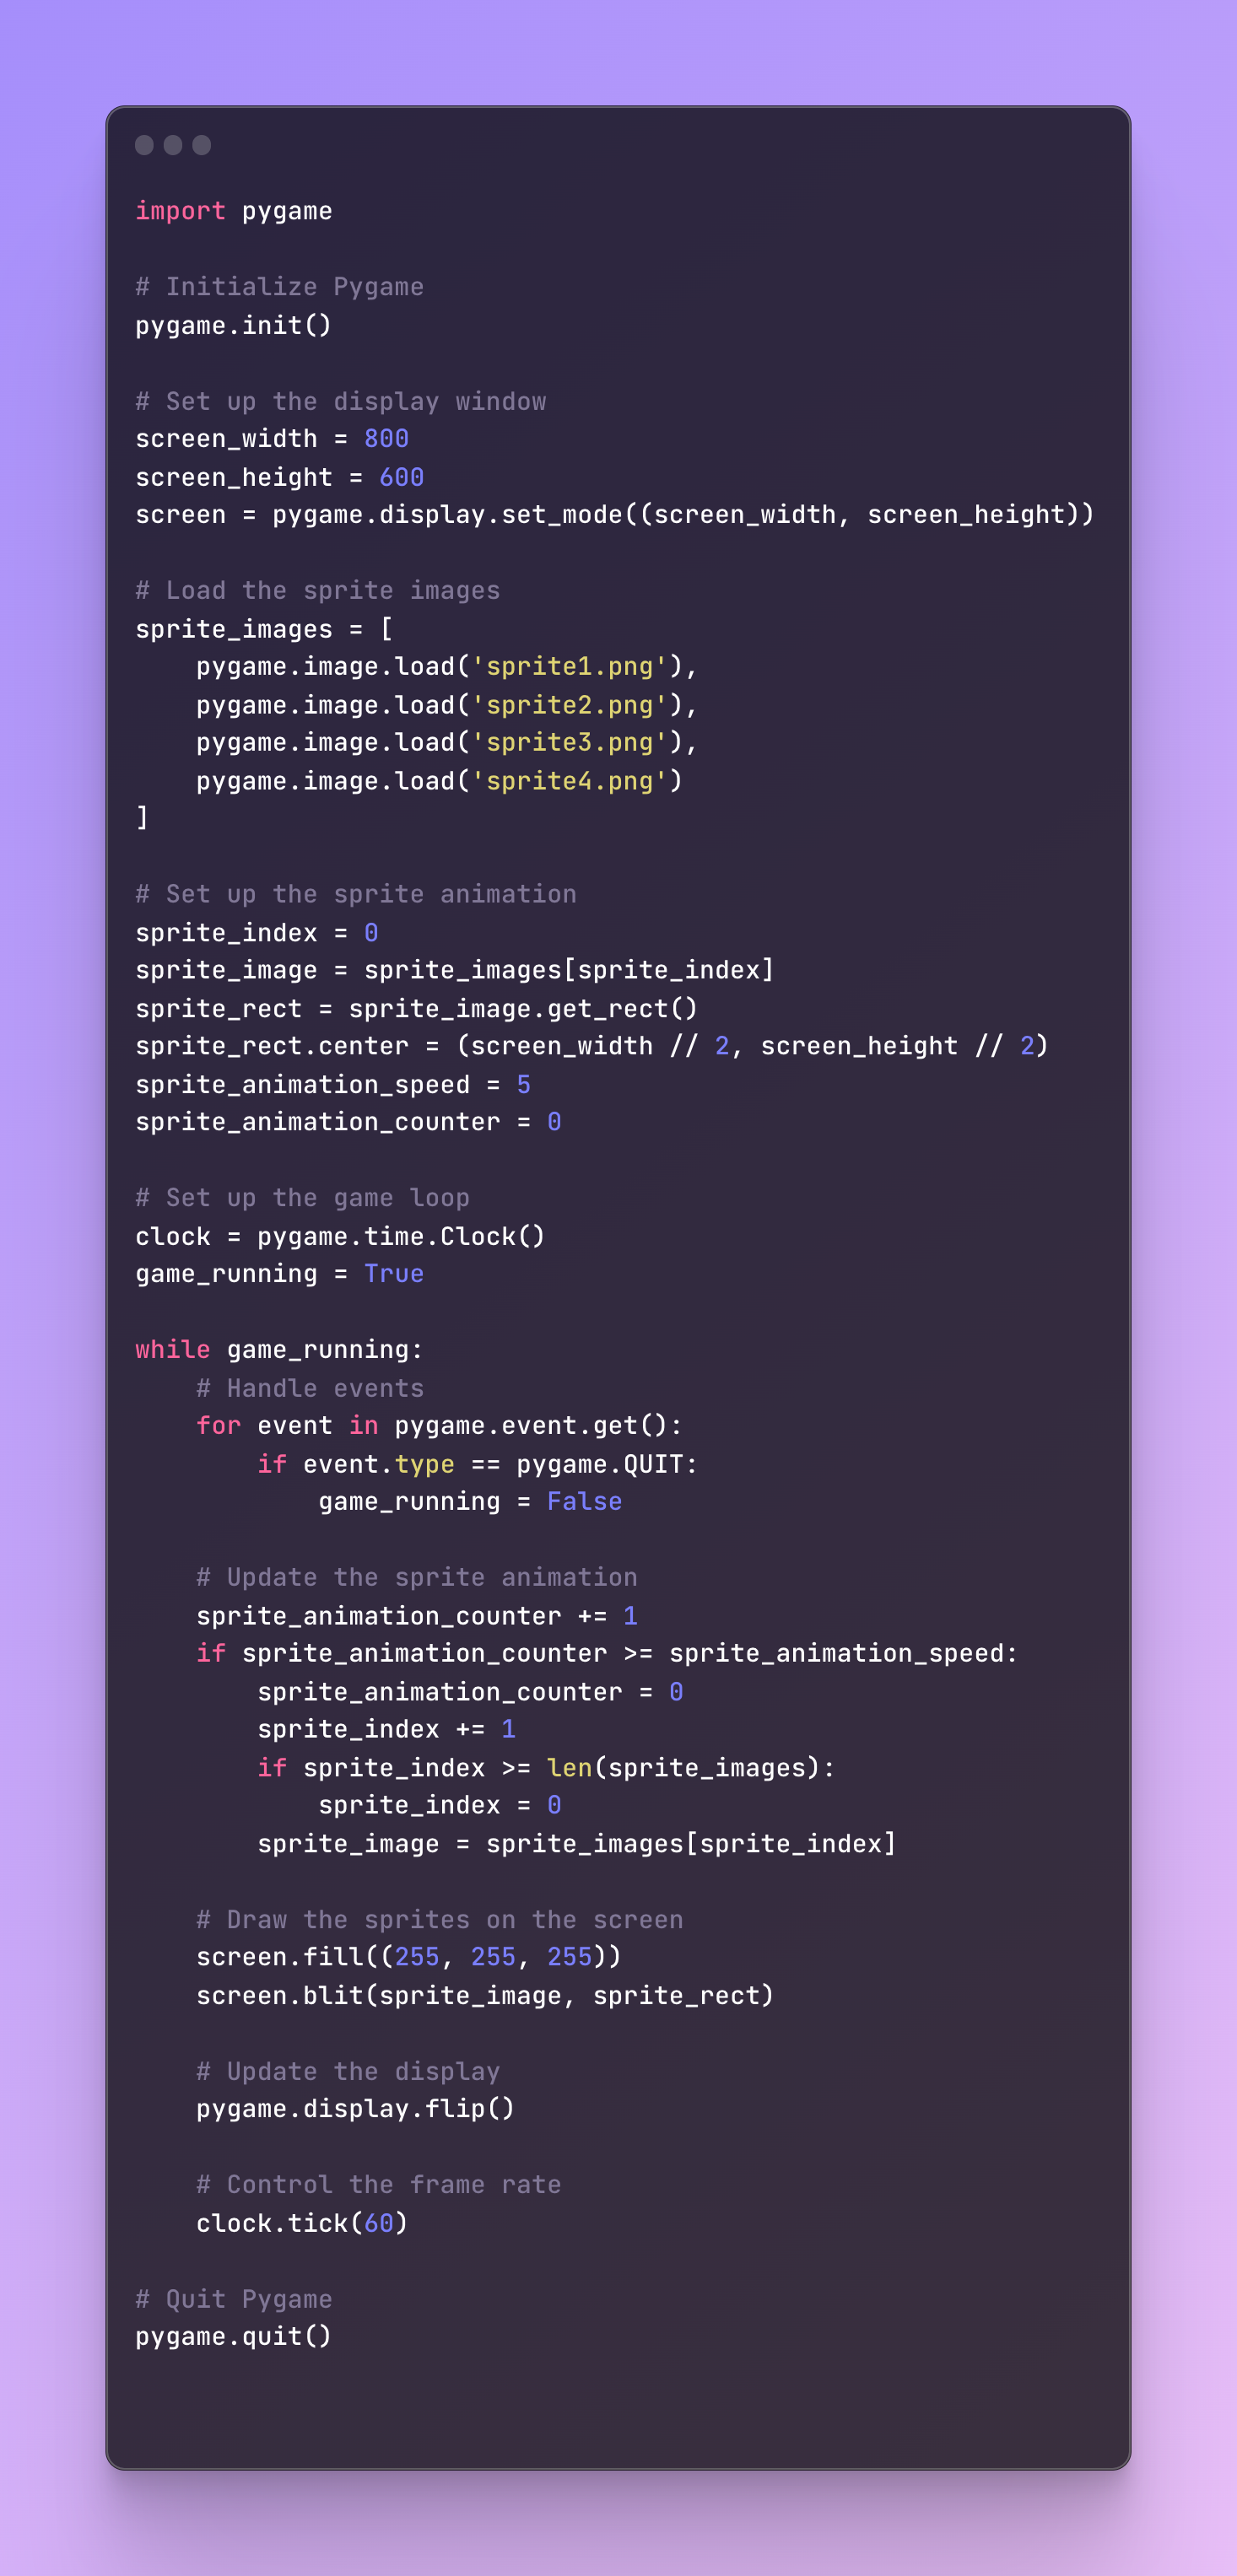 import pygame

# Initialize Pygame
pygame.init()

# Set up the display window
screen_width = 800
screen_height = 600
screen = pygame.display.set_mode((screen_width, screen_height))

# Load the sprite images
sprite_images = [
    pygame.image.load('sprite1.png'),
    pygame.image.load('sprite2.png'),
    pygame.image.load('sprite3.png'),
    pygame.image.load('sprite4.png')
]

# Set up the sprite animation
sprite_index = 0
sprite_image = sprite_images[sprite_index]
sprite_rect = sprite_image.get_rect()
sprite_rect.center = (screen_width // 2, screen_height // 2)
sprite_animation_speed = 5
sprite_animation_counter = 0

# Set up the game loop
clock = pygame.time.Clock()
game_running = True

while game_running:
    # Handle events
    for event in pygame.event.get():
        if event.type == pygame.QUIT:
            game_running = False

    # Update the sprite animation
    sprite_animation_counter += 1
    if sprite_animation_counter >= sprite_animation_speed:
        sprite_animation_counter = 0
        sprite_index += 1
        if sprite_index >= len(sprite_images):
            sprite_index = 0
        sprite_image = sprite_images[sprite_index]

    # Draw the sprites on the screen
    screen.fill((255, 255, 255))
    screen.blit(sprite_image, sprite_rect)

    # Update the display
    pygame.display.flip()

    # Control the frame rate
    clock.tick(60)

# Quit Pygame
pygame.quit()